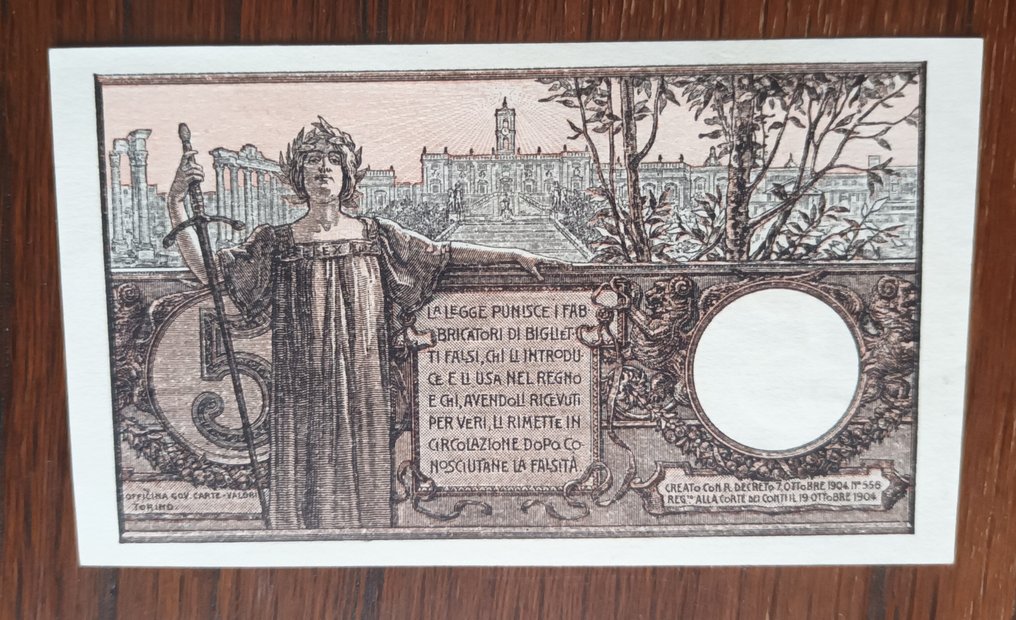 5
LA LEGGE PUNISCE I FAB-
BRICATORI DI BIGLIET-
TI FALSI, CHI LI INTRODU-
CE E LI USA NEL REGNO
E CHI, AVENDOLI RICEVUTI
PER VERI, LI RIMETTE IN
CIRCOLAZIONE DOPO CO-
NOSCIUTANE LA FALSITÀ.
OFFICINA GOV. CARTE-VALORI
TORINO
CREATO CON R. DECRETO 7. OTTOBRE 1904 Nº 556
REG.TO ALLA CORTE DEI CONTI IL 19 OTTOBRE 1904